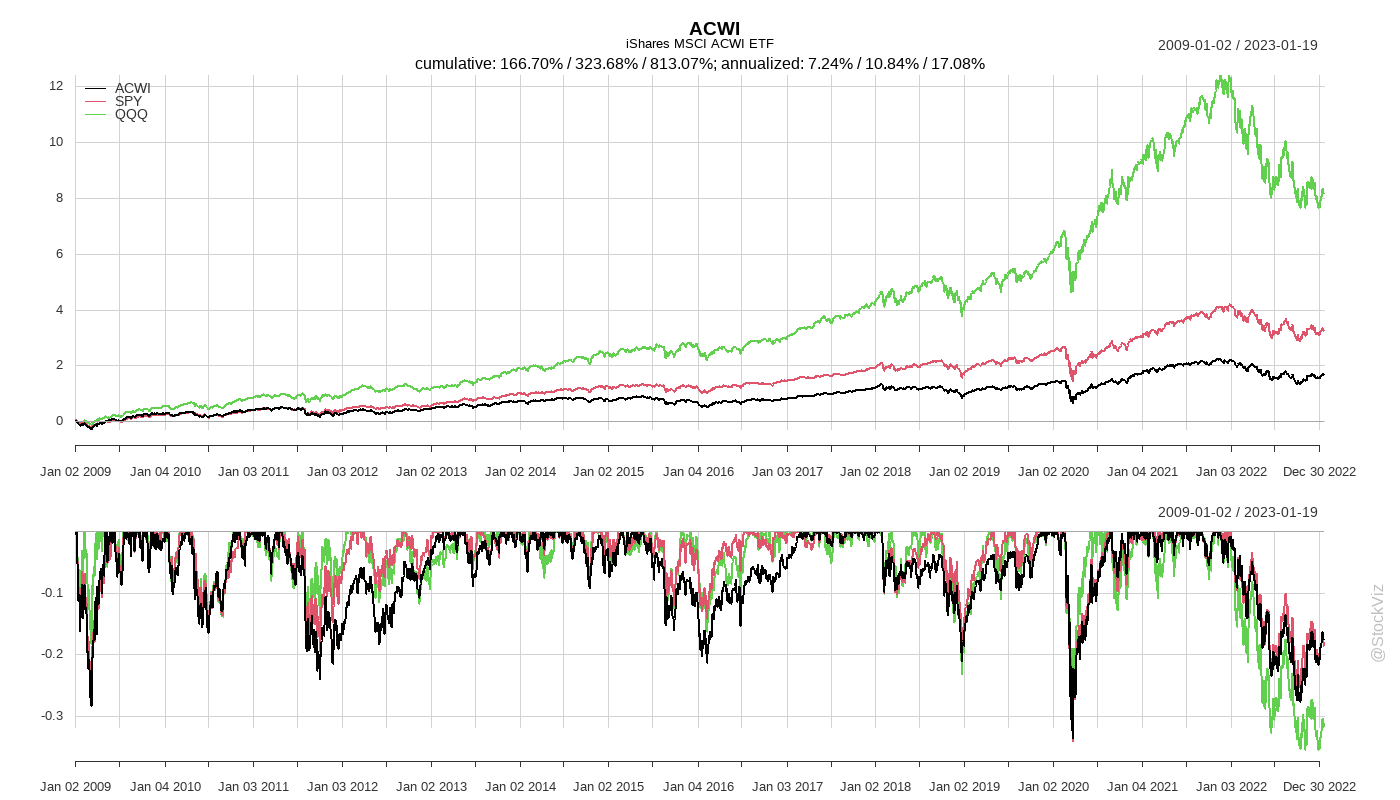 ACWI
iShares MSCI ACWI ETF
2009-01-02 / 2023-01-19
cumulative: 166.70% / 323.68% / 813.07%; annualized: 7.24% / 10.84% / 17.08%
ACWI
SPY
QQQ
12
10
8
6
4
2
0
Jan 02 2009 Jan 04 2010 Jan 03 2011 Jan 03 2012 Jan 02 2013 Jan 02 2014 Jan 02 2015 Jan 04 2016 Jan 03 2017 Jan 02 2018 Jan 02 2019 Jan 02 2020 Jan 04 2021 Jan 03 2022 Dec 30 2022
2009-01-02 / 2023-01-19
-0.1
-0.2
-0.3
Jan 02 2009 Jan 04 2010 Jan 03 2011 Jan 03 2012 Jan 02 2013 Jan 02 2014 Jan 02 2015 Jan 04 2016 Jan 03 2017 Jan 02 2018 Jan 02 2019 Jan 02 2020 Jan 04 2021 Jan 03 2022 Dec 30 2022
@StockViz